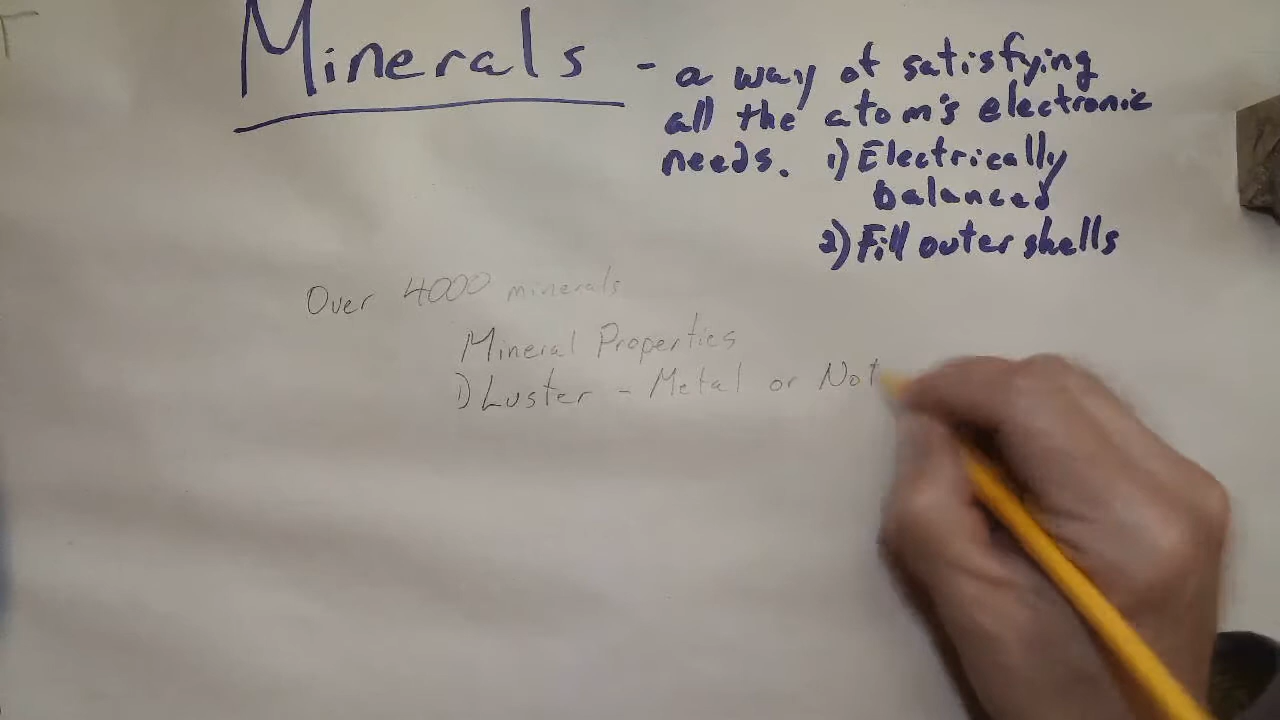 Minerals - a way of satisfying
all the atom's electronic
needs. 1) Electrically
balanced
2) Fill outer shells
Over 4000 minerals
Mineral Properties
1) Luster - Metal or Not